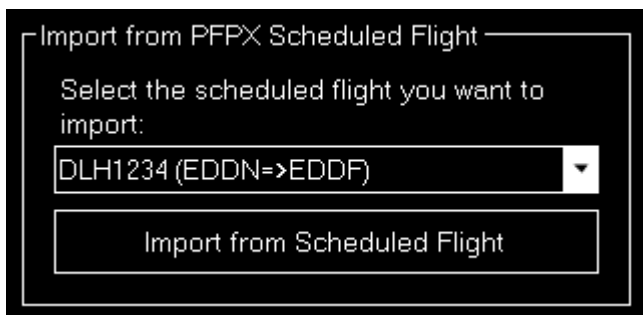 Import from PFPX Scheduled Flight
Select the scheduled flight you want to
import:
DLH1234 (EDDN=>EDDF)
Import from Scheduled Flight